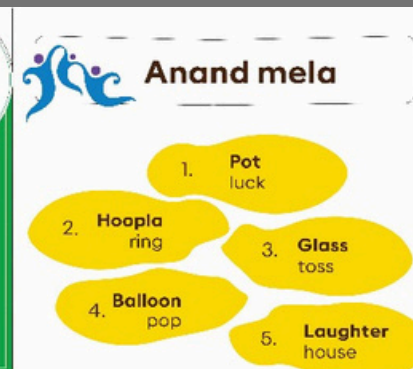 Anand mela
1. Pot
luck
2. Hoopla
ring
3. Glass
toss
4. Balloon
pop
5. Laughter
house